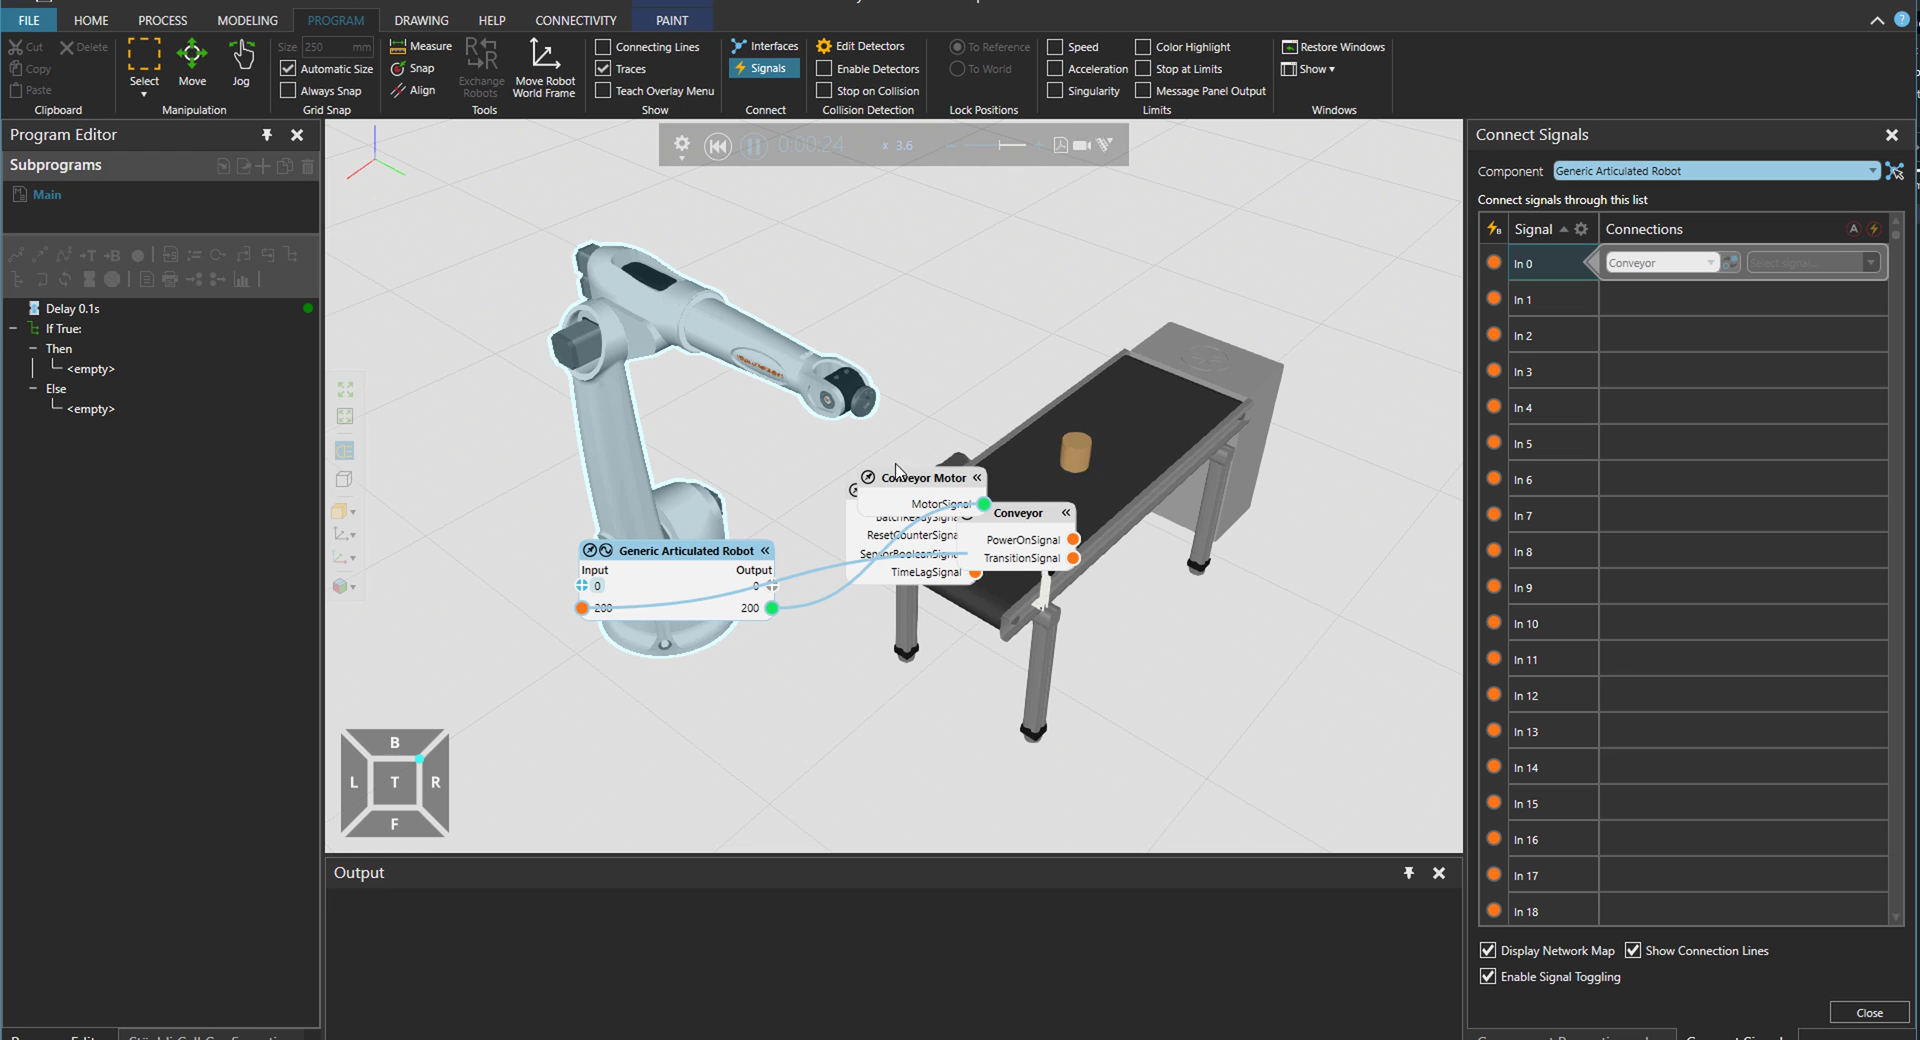 FILE HOME PROCESS MODELING PROGRAM DRAWING HELP CONNECTIVITY PAINT
Cut Delete
Copy
Paste
Clipboard
Select Move Jog
Manipulation
Size 250 mm
Automatic Size
Always Snap
Grid Snap
Measure
Snap
Align
Exchange Robots
Move Robot World Frame
Tools
Connecting Lines
Traces
Teach Overlay Menu
Show
Interfaces
Signals
Connect
Edit Detectors
Enable Detectors
Stop on Collision
Collision Detection
To Reference
To World
Lock Positions
Speed
Acceleration
Singularity
Color Highlight
Stop at Limits
Message Panel Output
Limits
Restore Windows
Show
Windows
Program Editor
Subprograms
Main
Delay 0.1s
If True:
Then
<empty>
Else
<empty>
0:00:24 x 3.6
Conveyor Motor
MotorSignal
ResetCounterSigna
TimeLagSignal
Conveyor
PowerOnSignal
TransitionSignal
Generic Articulated Robot
Input Output
0 0
200 200
B
L T R
F
Output
Connect Signals
Component Generic Articulated Robot
Connect signals through this list
Signal Connections A
In 0 Conveyor Select signal...
In 1
In 2
In 3
In 4
In 5
In 6
In 7
In 8
In 9
In 10
In 11
In 12
In 13
In 14
In 15
In 16
In 17
In 18
Display Network Map Show Connection Lines
Enable Signal Toggling
Close